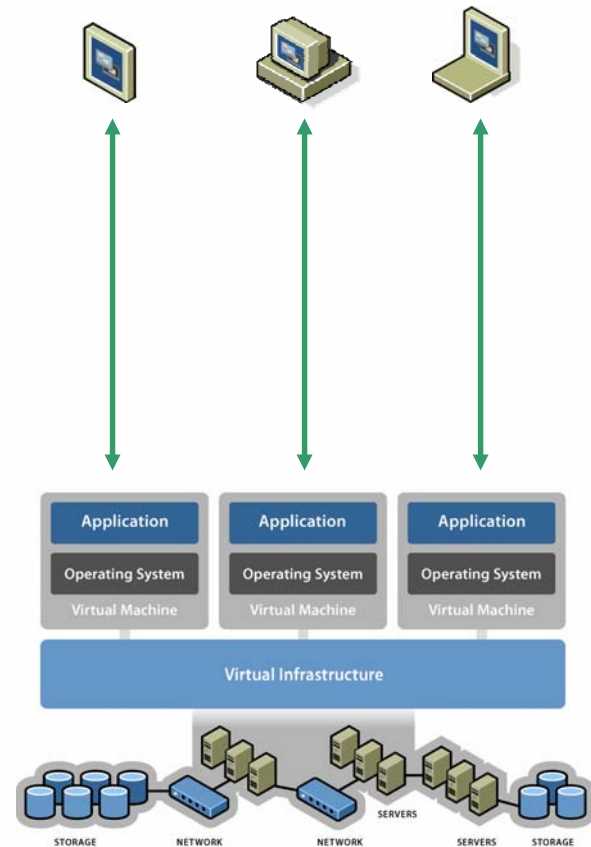 Application
Application
Application
Operating System
Operating System
Operating System
Virtual Machine
Virtual Machine
Virtual Machine
Virtual Infrastructure
SERVERS
STORAGE
NETWORK
NETWORK
SERVERS
STORAGE